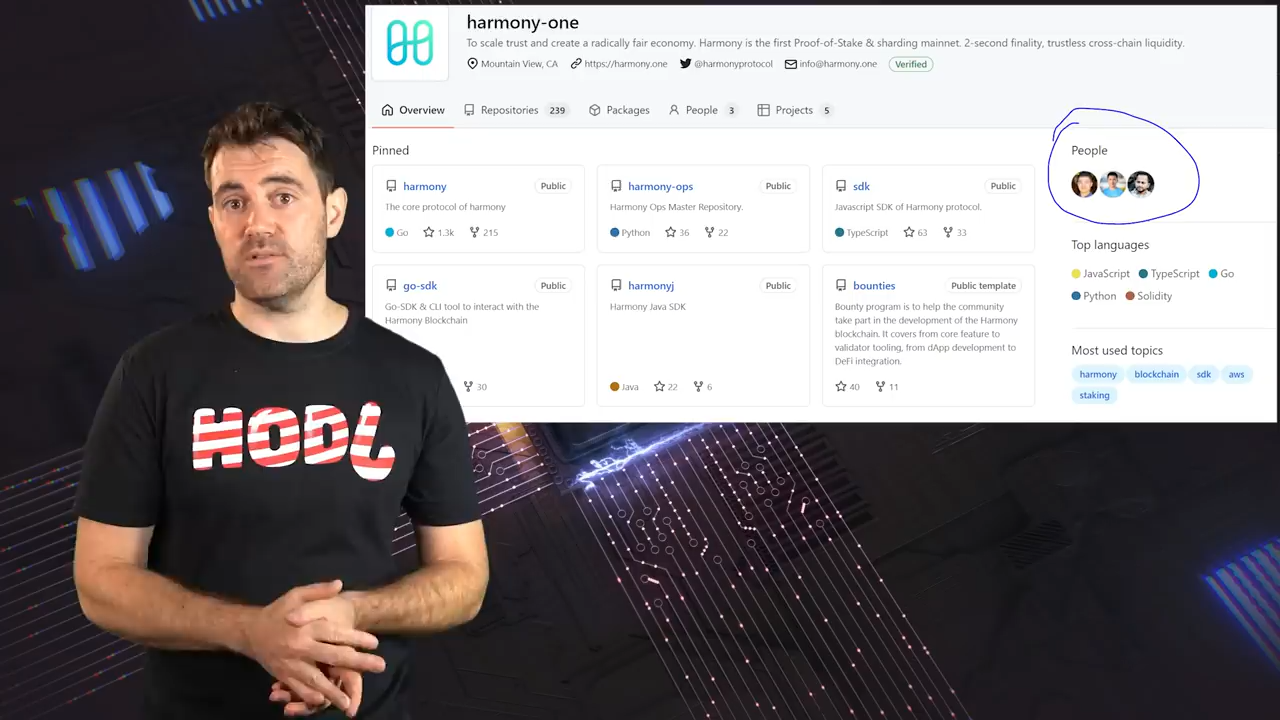 harmony-one
To scale trust and create a radically fair economy. Harmony is the first Proof-of-Stake & sharding mainnet. 2-second finality, trustless cross-chain liquidity.
Mountain View, CA https://harmony.one @harmonyprotocol info@harmony.one Verified
Overview Repositories 239 Packages People 3 Projects 5
Pinned
harmony Public
The core protocol of harmony
Go 1.3k 215
harmony-ops Public
Harmony Ops Master Repository.
Python 36 22
sdk Public
Javascript SDK of Harmony protocol.
TypeScript 63 33
go-sdk Public
Go-SDK & CLI tool to interact with the
Harmony Blockchain
30
harmonyj Public
Harmony Java SDK
Java 22 6
bounties Public template
Bounty program is to help the community
take part in the development of the Harmony
blockchain. It covers from core feature to
validator tooling, from dApp development to
DeFi integration.
40 11
People
Top languages
JavaScript TypeScript Go
Python Solidity
Most used topics
harmony blockchain sdk aws
staking
HODL